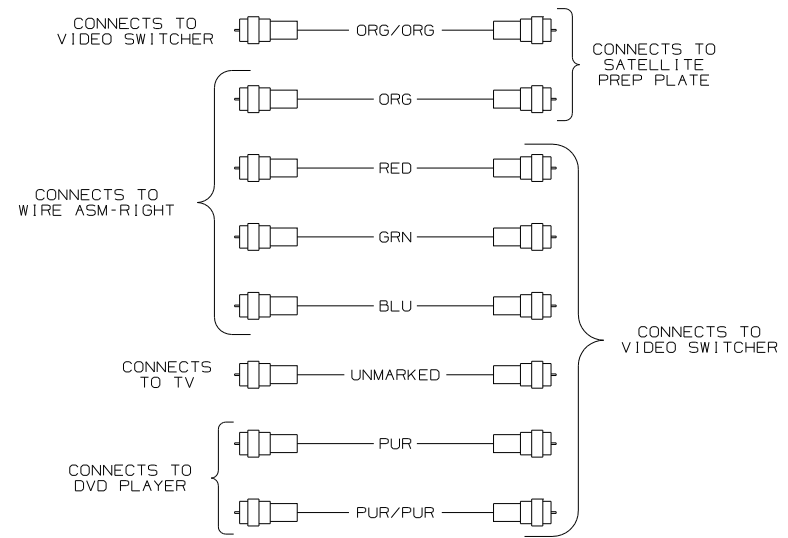 CONNECTS TO
VIDEO SWITCHER
ORG/ORG
CONNECTS TO
SATELLITE
PREP PLATE
ORG
RED
CONNECTS TO
WIRE ASM-RIGHT
GRN
BLU
CONNECTS TO
VIDEO SWITCHER
CONNECTS
TO TV
UNMARKED
PUR
CONNECTS TO
DVD PLAYER
PUR/PUR